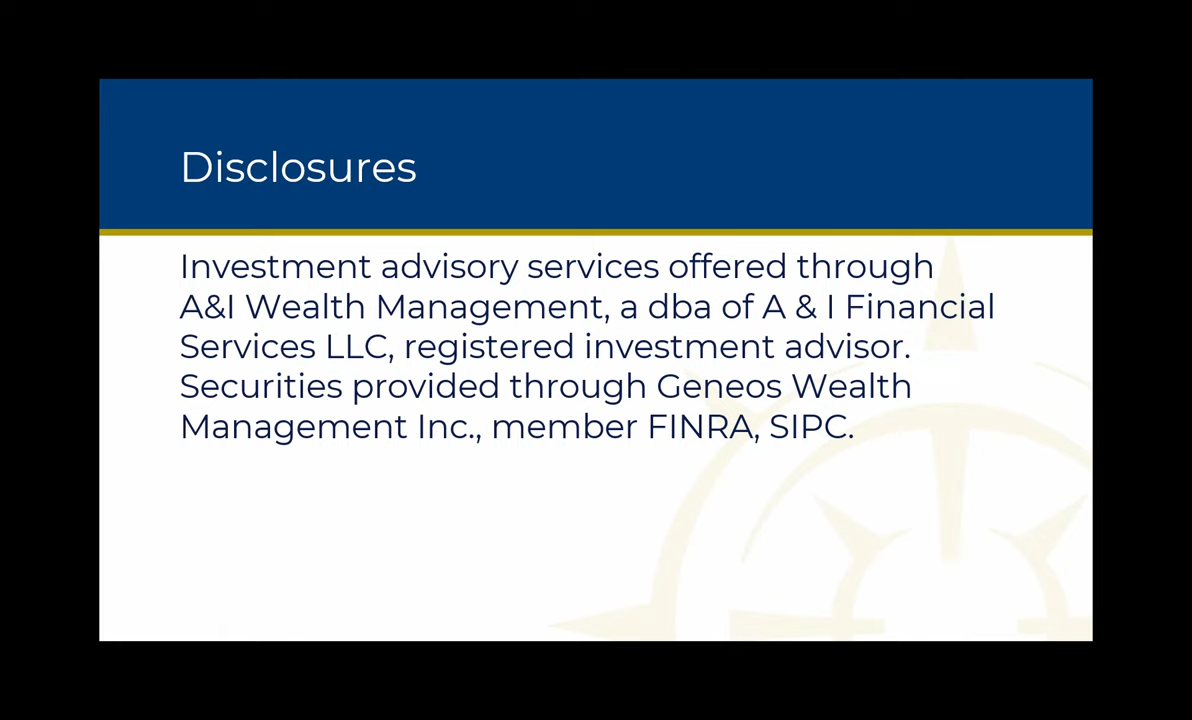 Disclosures
Investment advisory services offered through
A&I Wealth Management, a dba of A & I Financial
Services LLC, registered investment advisor.
Securities provided through Geneos Wealth
Management Inc., member FINRA, SIPC.